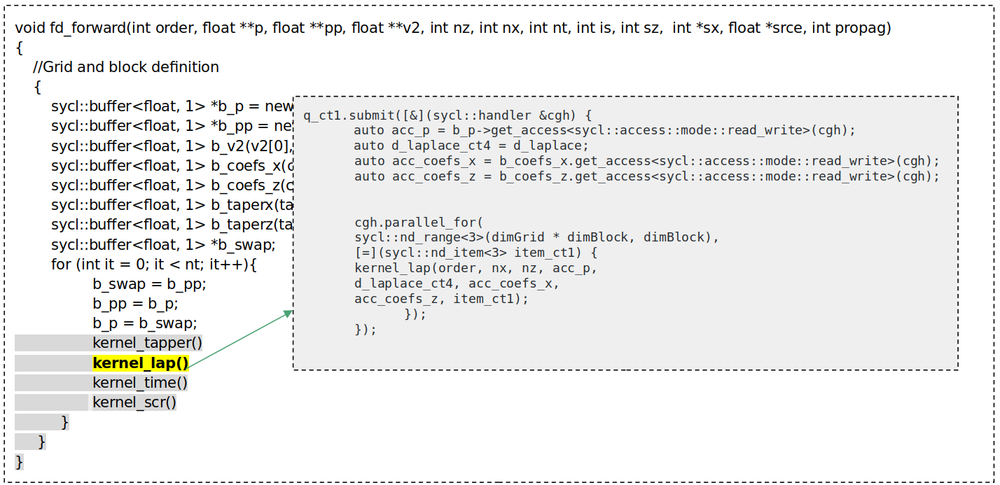 void fd_forward(int order, float **p, float **pp, float **v2, int nz, int nx, int nt, int is, int sz, int *sx, float *srce, int propag)
{
//Grid and block definition
{
sycl::buffer<float, 1> *b_p = new
sycl::buffer<float, 1> *b_pp = ne
sycl::buffer<float, 1> b_v2(v2[0],
sycl::buffer<float, 1> b_coefs_x(c
sycl::buffer<float, 1> b_coefs_z(c
sycl::buffer<float, 1> b_taperx(ta
sycl::buffer<float, 1> b_taperz(ta
sycl::buffer<float, 1> *b_swap;
for (int it = 0; it < nt; it++){
b_swap = b_pp;
b_pp = b_p;
b_p = b_swap;
kernel_tapper()
kernel_lap()
kernel_time()
kernel_scr()
}
}
}
q_ct1.submit([&](sycl::handler &cgh) {
auto acc_p = b_p->get_access<sycl::access::mode::read_write>(cgh);
auto d_laplace_ct4 = d_laplace;
auto acc_coefs_x = b_coefs_x.get_access<sycl::access::mode::read_write>(cgh);
auto acc_coefs_z = b_coefs_z.get_access<sycl::access::mode::read_write>(cgh);
cgh.parallel_for(
sycl::nd_range<3>(dimGrid * dimBlock, dimBlock),
[=](sycl::nd_item<3> item_ct1) {
kernel_lap(order, nx, nz, acc_p,
d_laplace_ct4, acc_coefs_x,
acc_coefs_z, item_ct1);
});
});